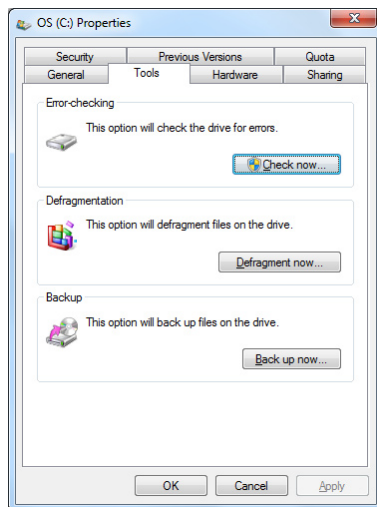 OS (C:) Properties
Security Previous Versions Quota
General Tools Hardware Sharing
Error-checking
This option will check the drive for errors.
Check now...
Defragmentation
This option will defragment files on the drive.
Defragment now...
Backup
This option will back up files on the drive.
Back up now...
OK Cancel Apply